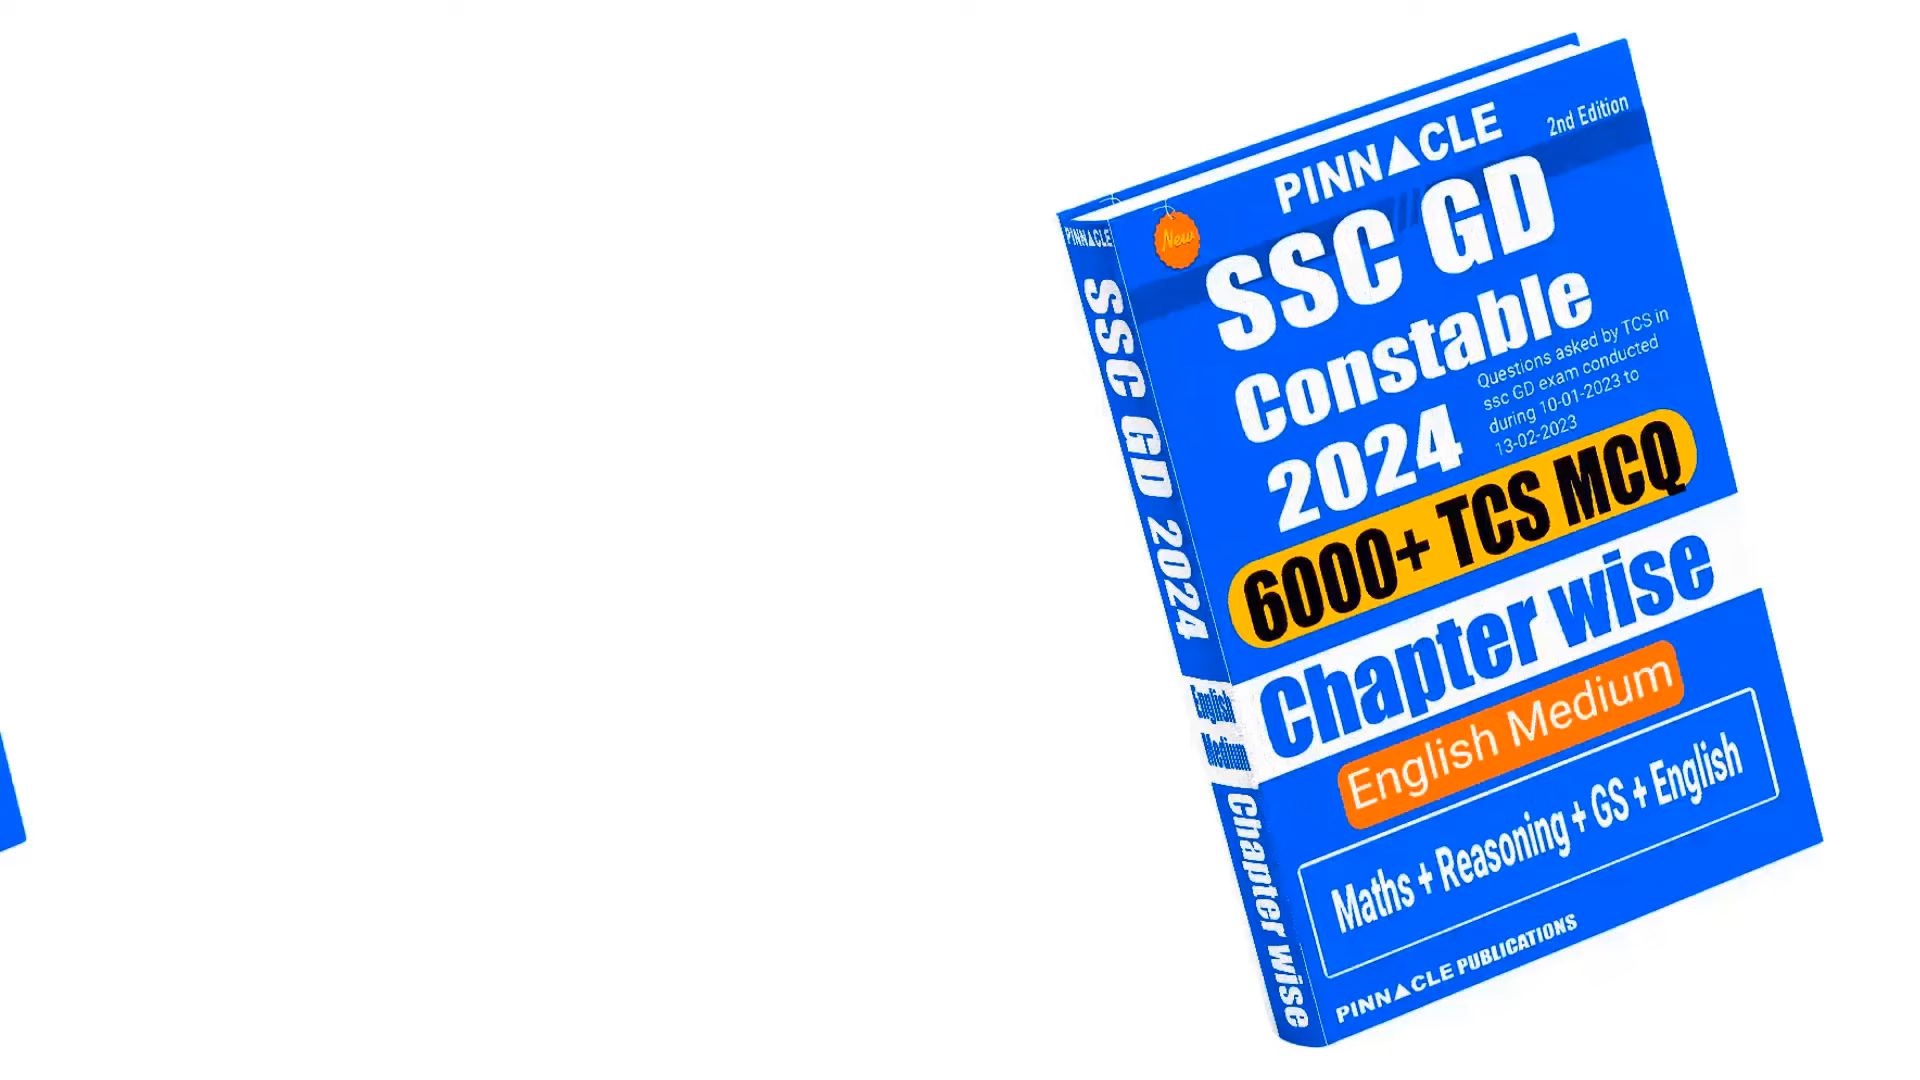 PINNACLE
2nd Edition
New
SSC GD
Constable
2024
Questions asked by TCS in
ssc GD exam conducted
during 10-01-2023 to
13-02-2023
6000+ TCS MCQ
Chapter wise
English Medium
Maths + Reasoning + GS + English
PINNACLE PUBLICATIONS
PINNACLE
SSC GD 2024
English
Medium
Chapter wise